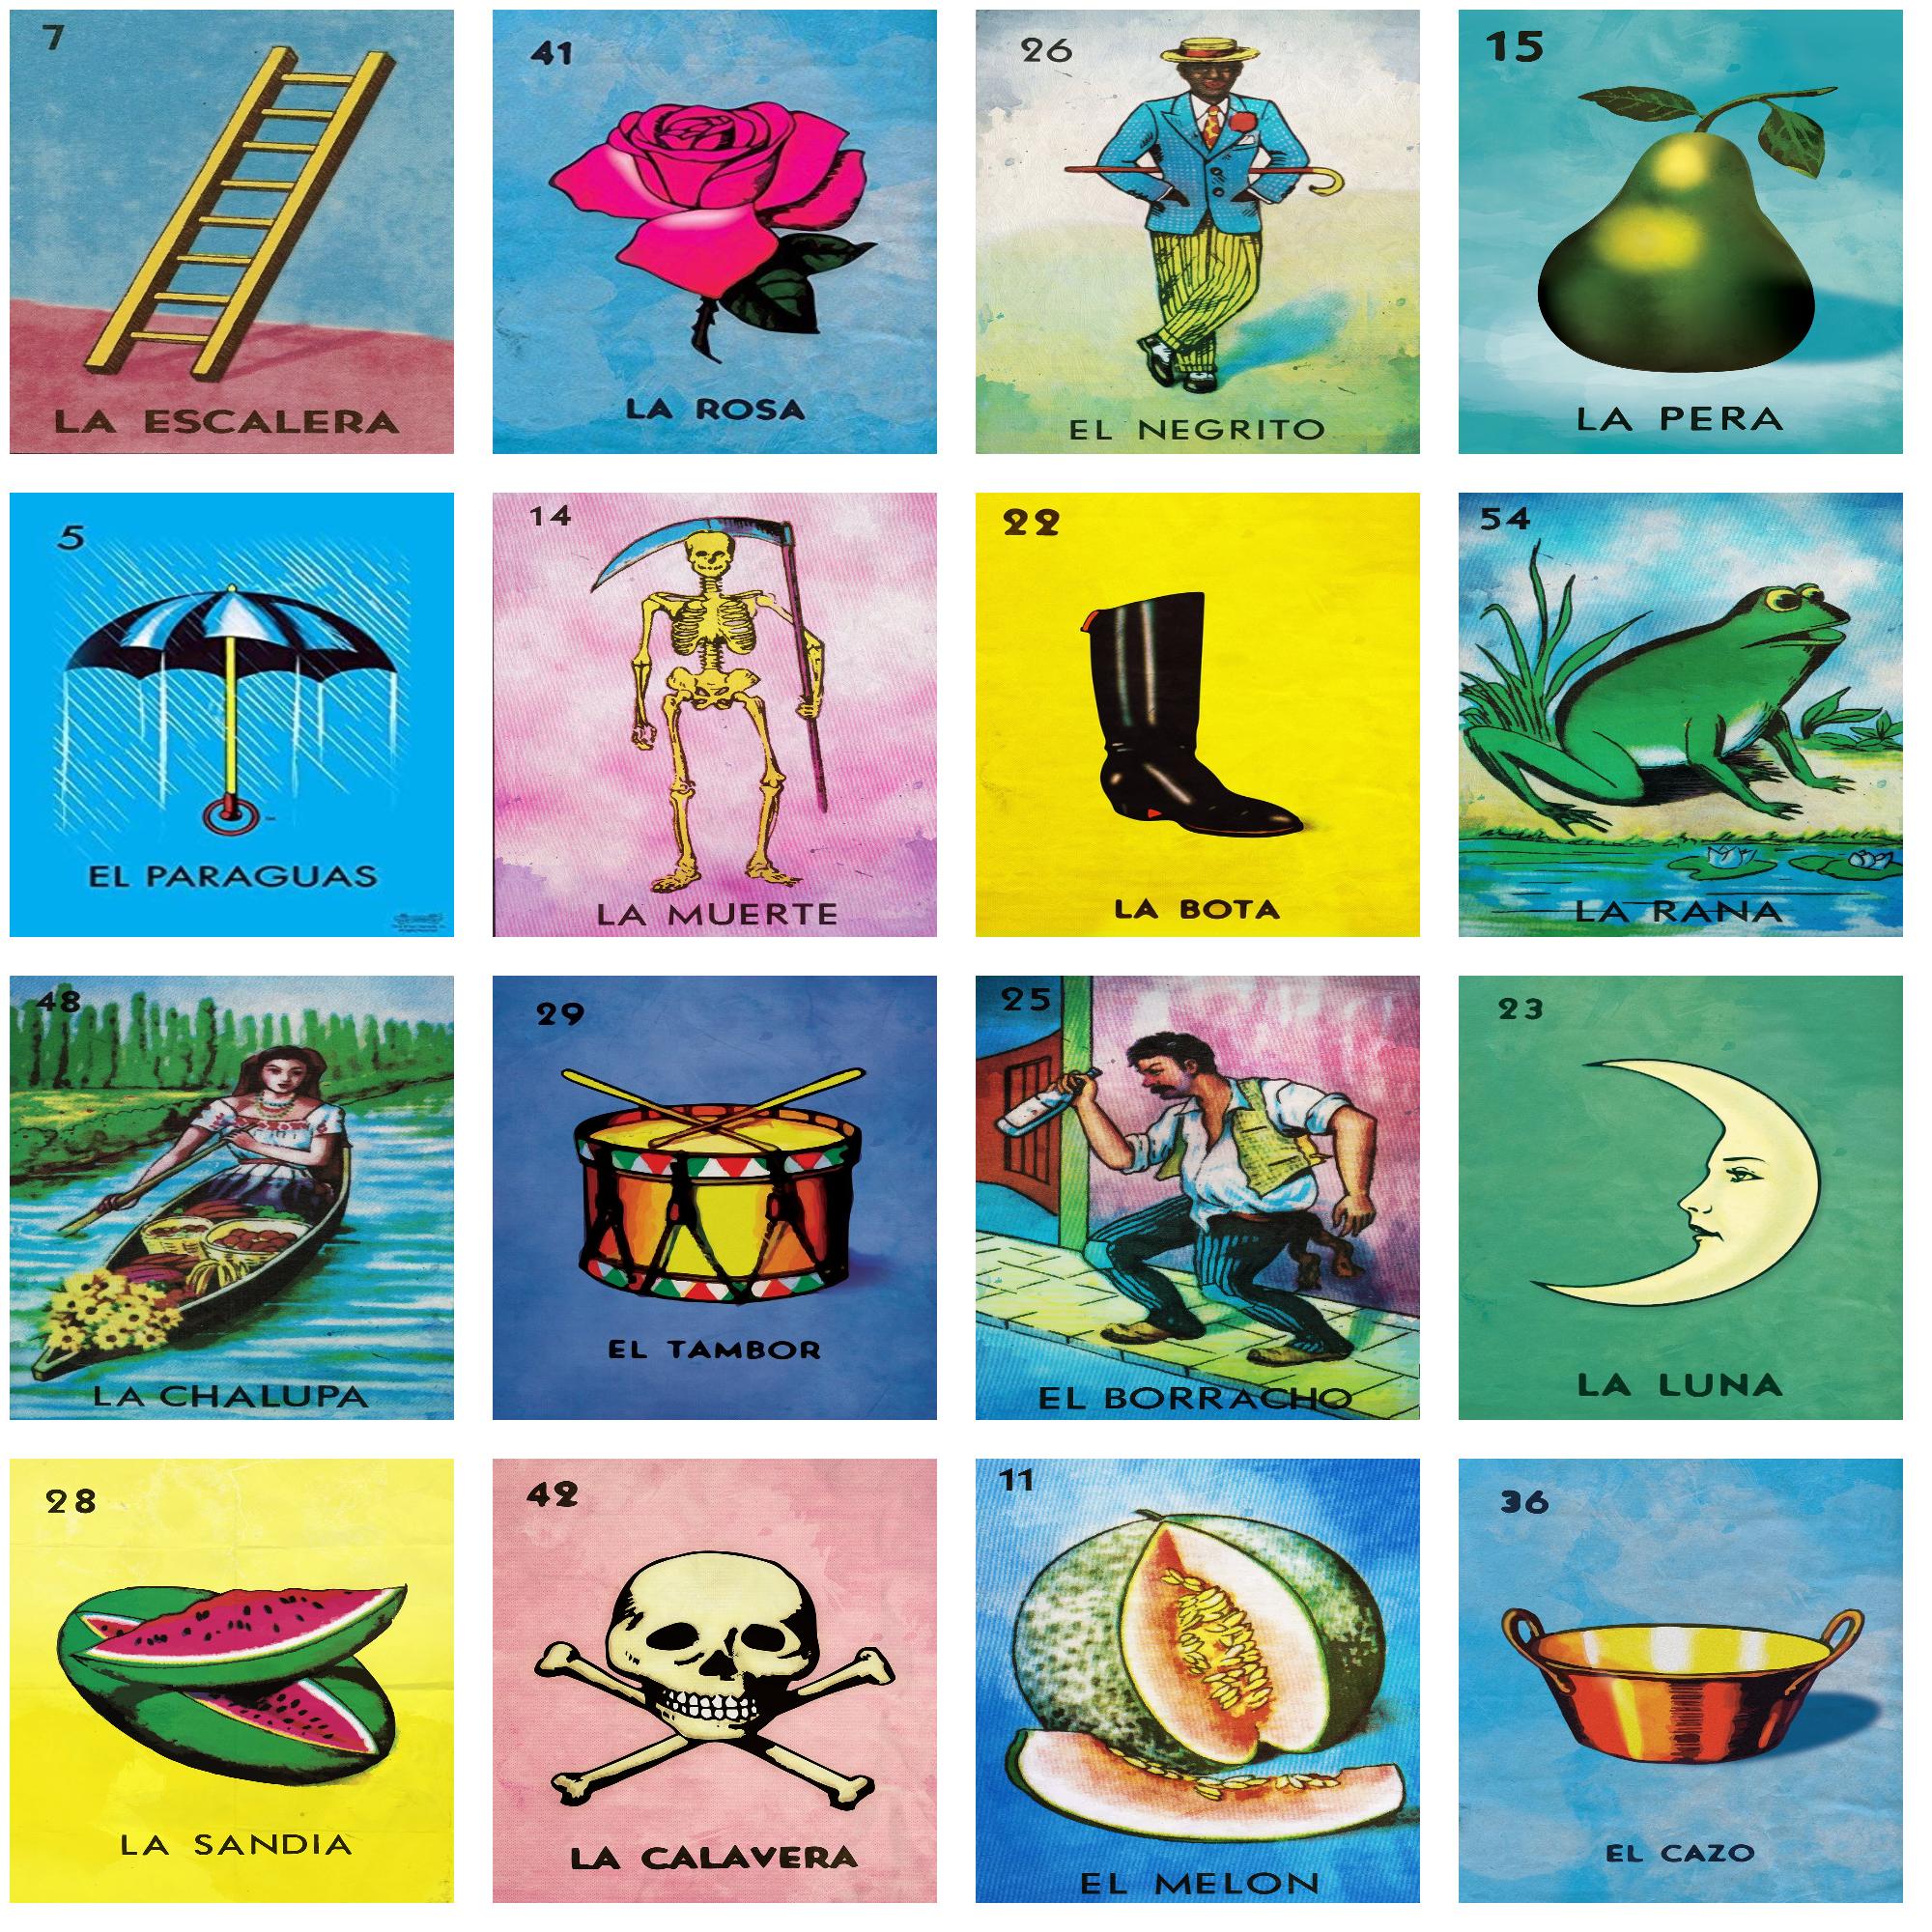 7
LA ESCALERA
41
LA ROSA
26
EL NEGRITO
15
LA PERA
5
EL PARAGUAS
14
LA MUERTE
22
LA BOTA
54
LA RANA
48
LA CHALUPA
29
EL TAMBOR
25
EL BORRACHO
23
LA LUNA
28
LA SANDIA
42
LA CALAVERA
11
EL MELON
36
EL CAZO